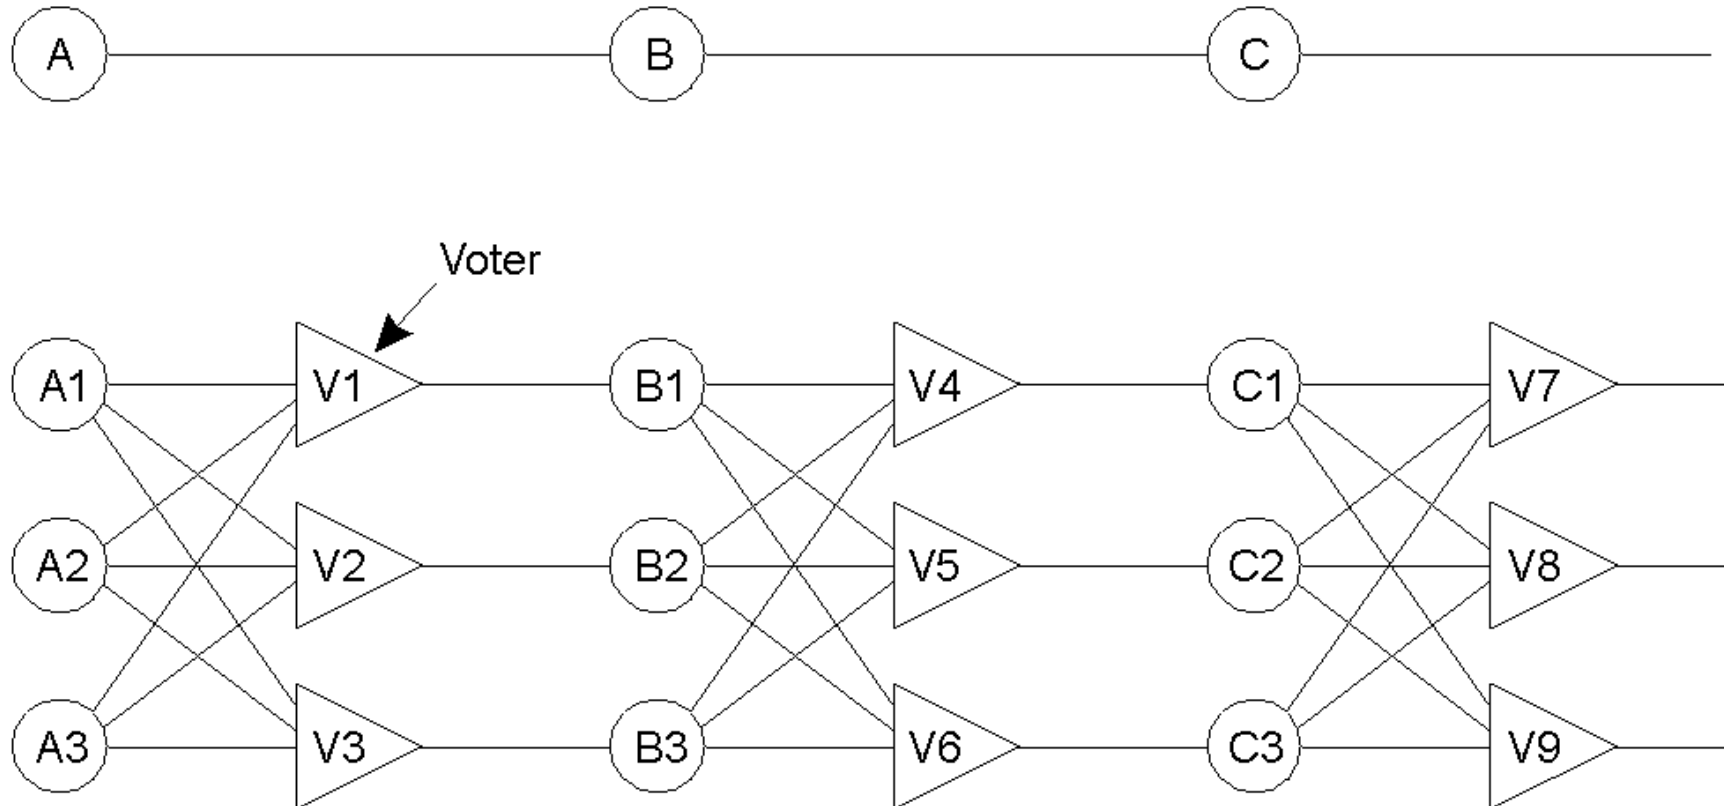 A B C
Voter
A1 V1 B1 V4 C1 V7
A2 V2 B2 V5 C2 V8
A3 V3 B3 V6 C3 V9